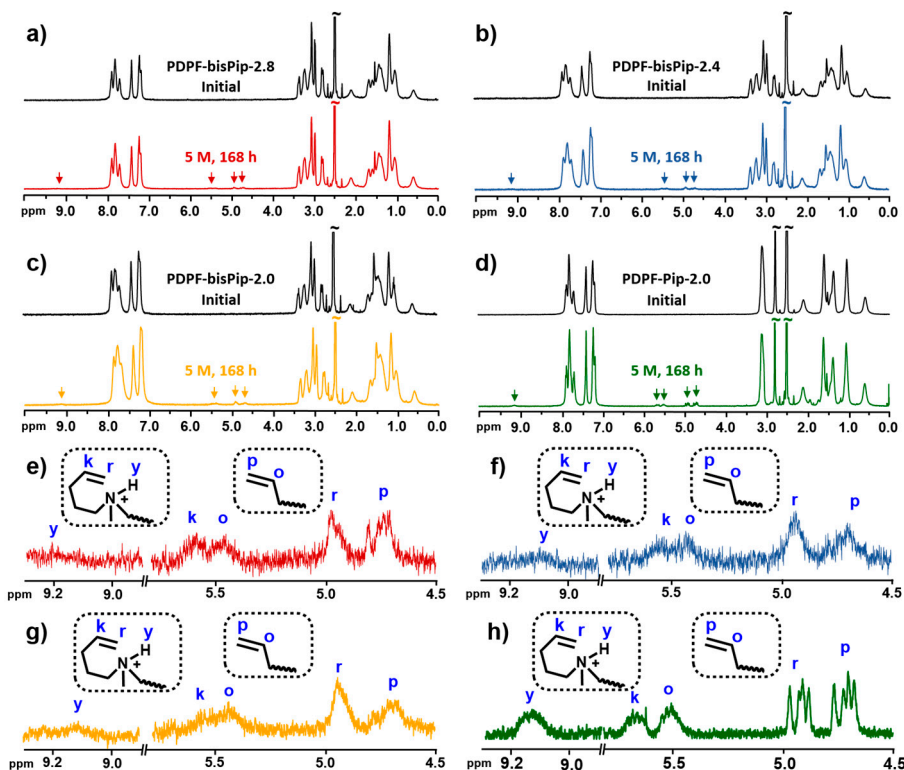 a)
~
PDPF-bisPip-2.8
Initial
~
5 M, 168 h
ppm 9.0 8.0 7.0 6.0 5.0 4.0 3.0 2.0 1.0 0.0
b)
~
PDPF-bisPip-2.4
Initial
~
5 M, 168 h
ppm 9.0 8.0 7.0 6.0 5.0 4.0 3.0 2.0 1.0 0.0
c)
~
PDPF-bisPip-2.0
Initial
~
5 M, 168 h
ppm 9.0 8.0 7.0 6.0 5.0 4.0 3.0 2.0 1.0 0.0
d)
~ ~
PDPF-Pip-2.0
Initial
~ ~
5 M, 168 h
ppm 9.0 8.0 7.0 6.0 5.0 4.0 3.0 2.0 1.0 0.0
e)
k r y
H
N
+
p
o
y k o r p
ppm 9.2 9.0 5.5 5.0 4.5
f)
k r y
H
N
+
p
o
y k o r p
ppm 9.2 9.0 5.5 5.0 4.5
g)
k r y
H
N
+
p
o
y k o r p
ppm 9.2 9.0 5.5 5.0 4.5
h)
k r y
H
N
+
p
o
y k o r p
ppm 9.2 9.0 5.5 5.0 4.5